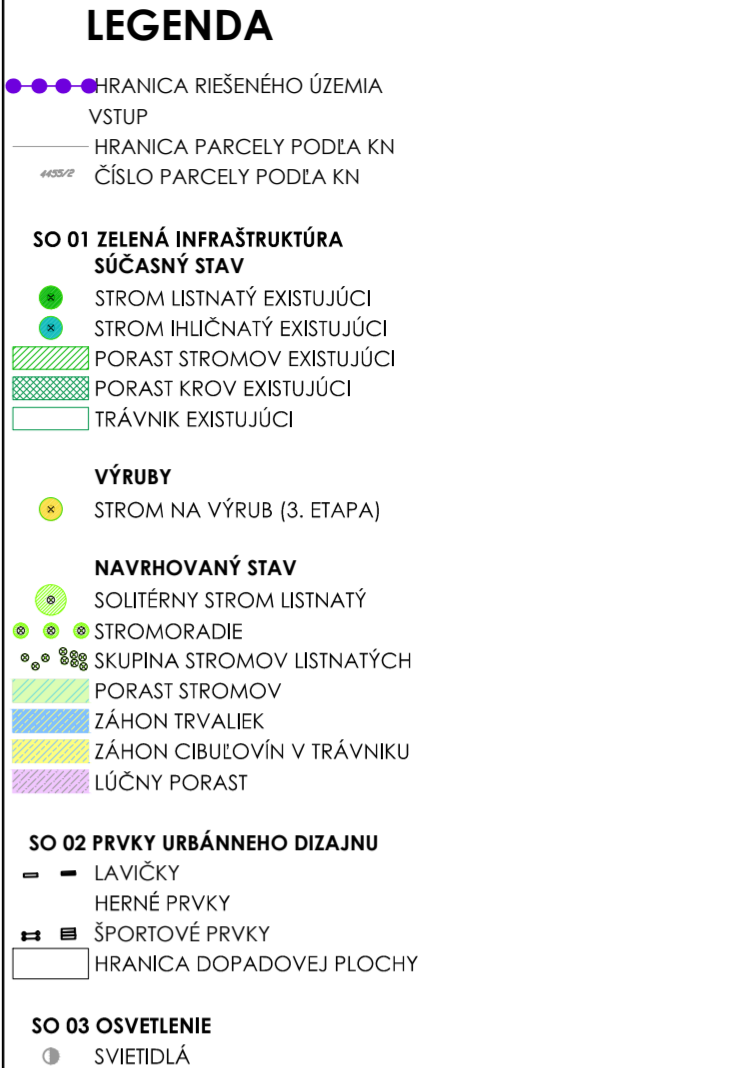 LEGENDA
HRANICA RIEŠENÉHO ÚZEMIA
VSTUP
HRANICA PARCELY PODĽA KN
4455/2 ČÍSLO PARCELY PODĽA KN
SO 01 ZELENÁ INFRAŠTRUKTÚRA
SÚČASNÝ STAV
STROM LISTNATÝ EXISTUJÚCI
STROM IHLIČNATÝ EXISTUJÚCI
PORAST STROMOV EXISTUJÚCI
PORAST KROV EXISTUJÚCI
TRÁVNIK EXISTUJÚCI
VÝRUBY
STROM NA VÝRUB (3. ETAPA)
NAVRHOVANÝ STAV
SOLITÉRNY STROM LISTNATÝ
STROMORADIE
SKUPINA STROMOV LISTNATÝCH
PORAST STROMOV
ZÁHON TRVALIEK
ZÁHON CIBUĽOVÍN V TRÁVNIKU
LÚČNY PORAST
SO 02 PRVKY URBÁNNEHO DIZAJNU
LAVIČKY
HERNÉ PRVKY
ŠPORTOVÉ PRVKY
HRANICA DOPADOVEJ PLOCHY
SO 03 OSVETLENIE
SVIETIDLÁ